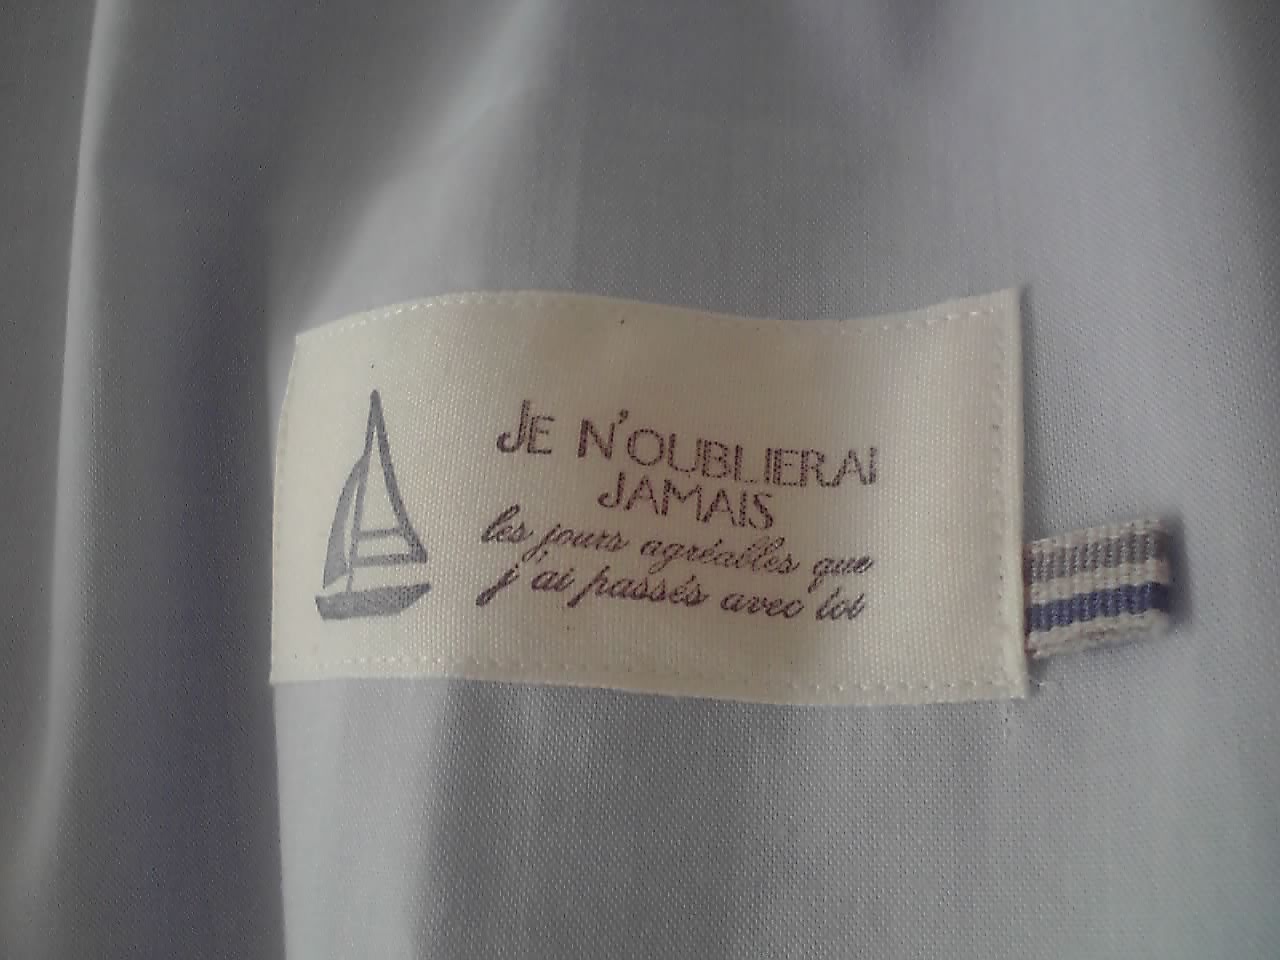 JE N'OUBLIERAI
JAMAIS
les jours agréables que
j'ai passés avec toi